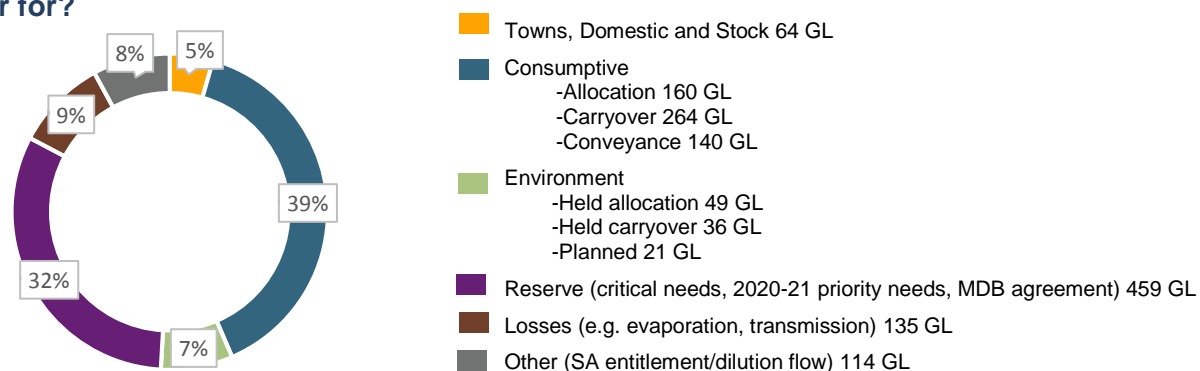 r for?
8%
5%
9%
39%
32%
7%
Towns, Domestic and Stock 64 GL
Consumptive
-Allocation 160 GL
-Carryover 264 GL
-Conveyance 140 GL
Environment
-Held allocation 49 GL
-Held carryover 36 GL
-Planned 21 GL
Reserve (critical needs, 2020-21 priority needs, MDB agreement) 459 GL
Losses (e.g. evaporation, transmission) 135 GL
Other (SA entitlement/dilution flow) 114 GL